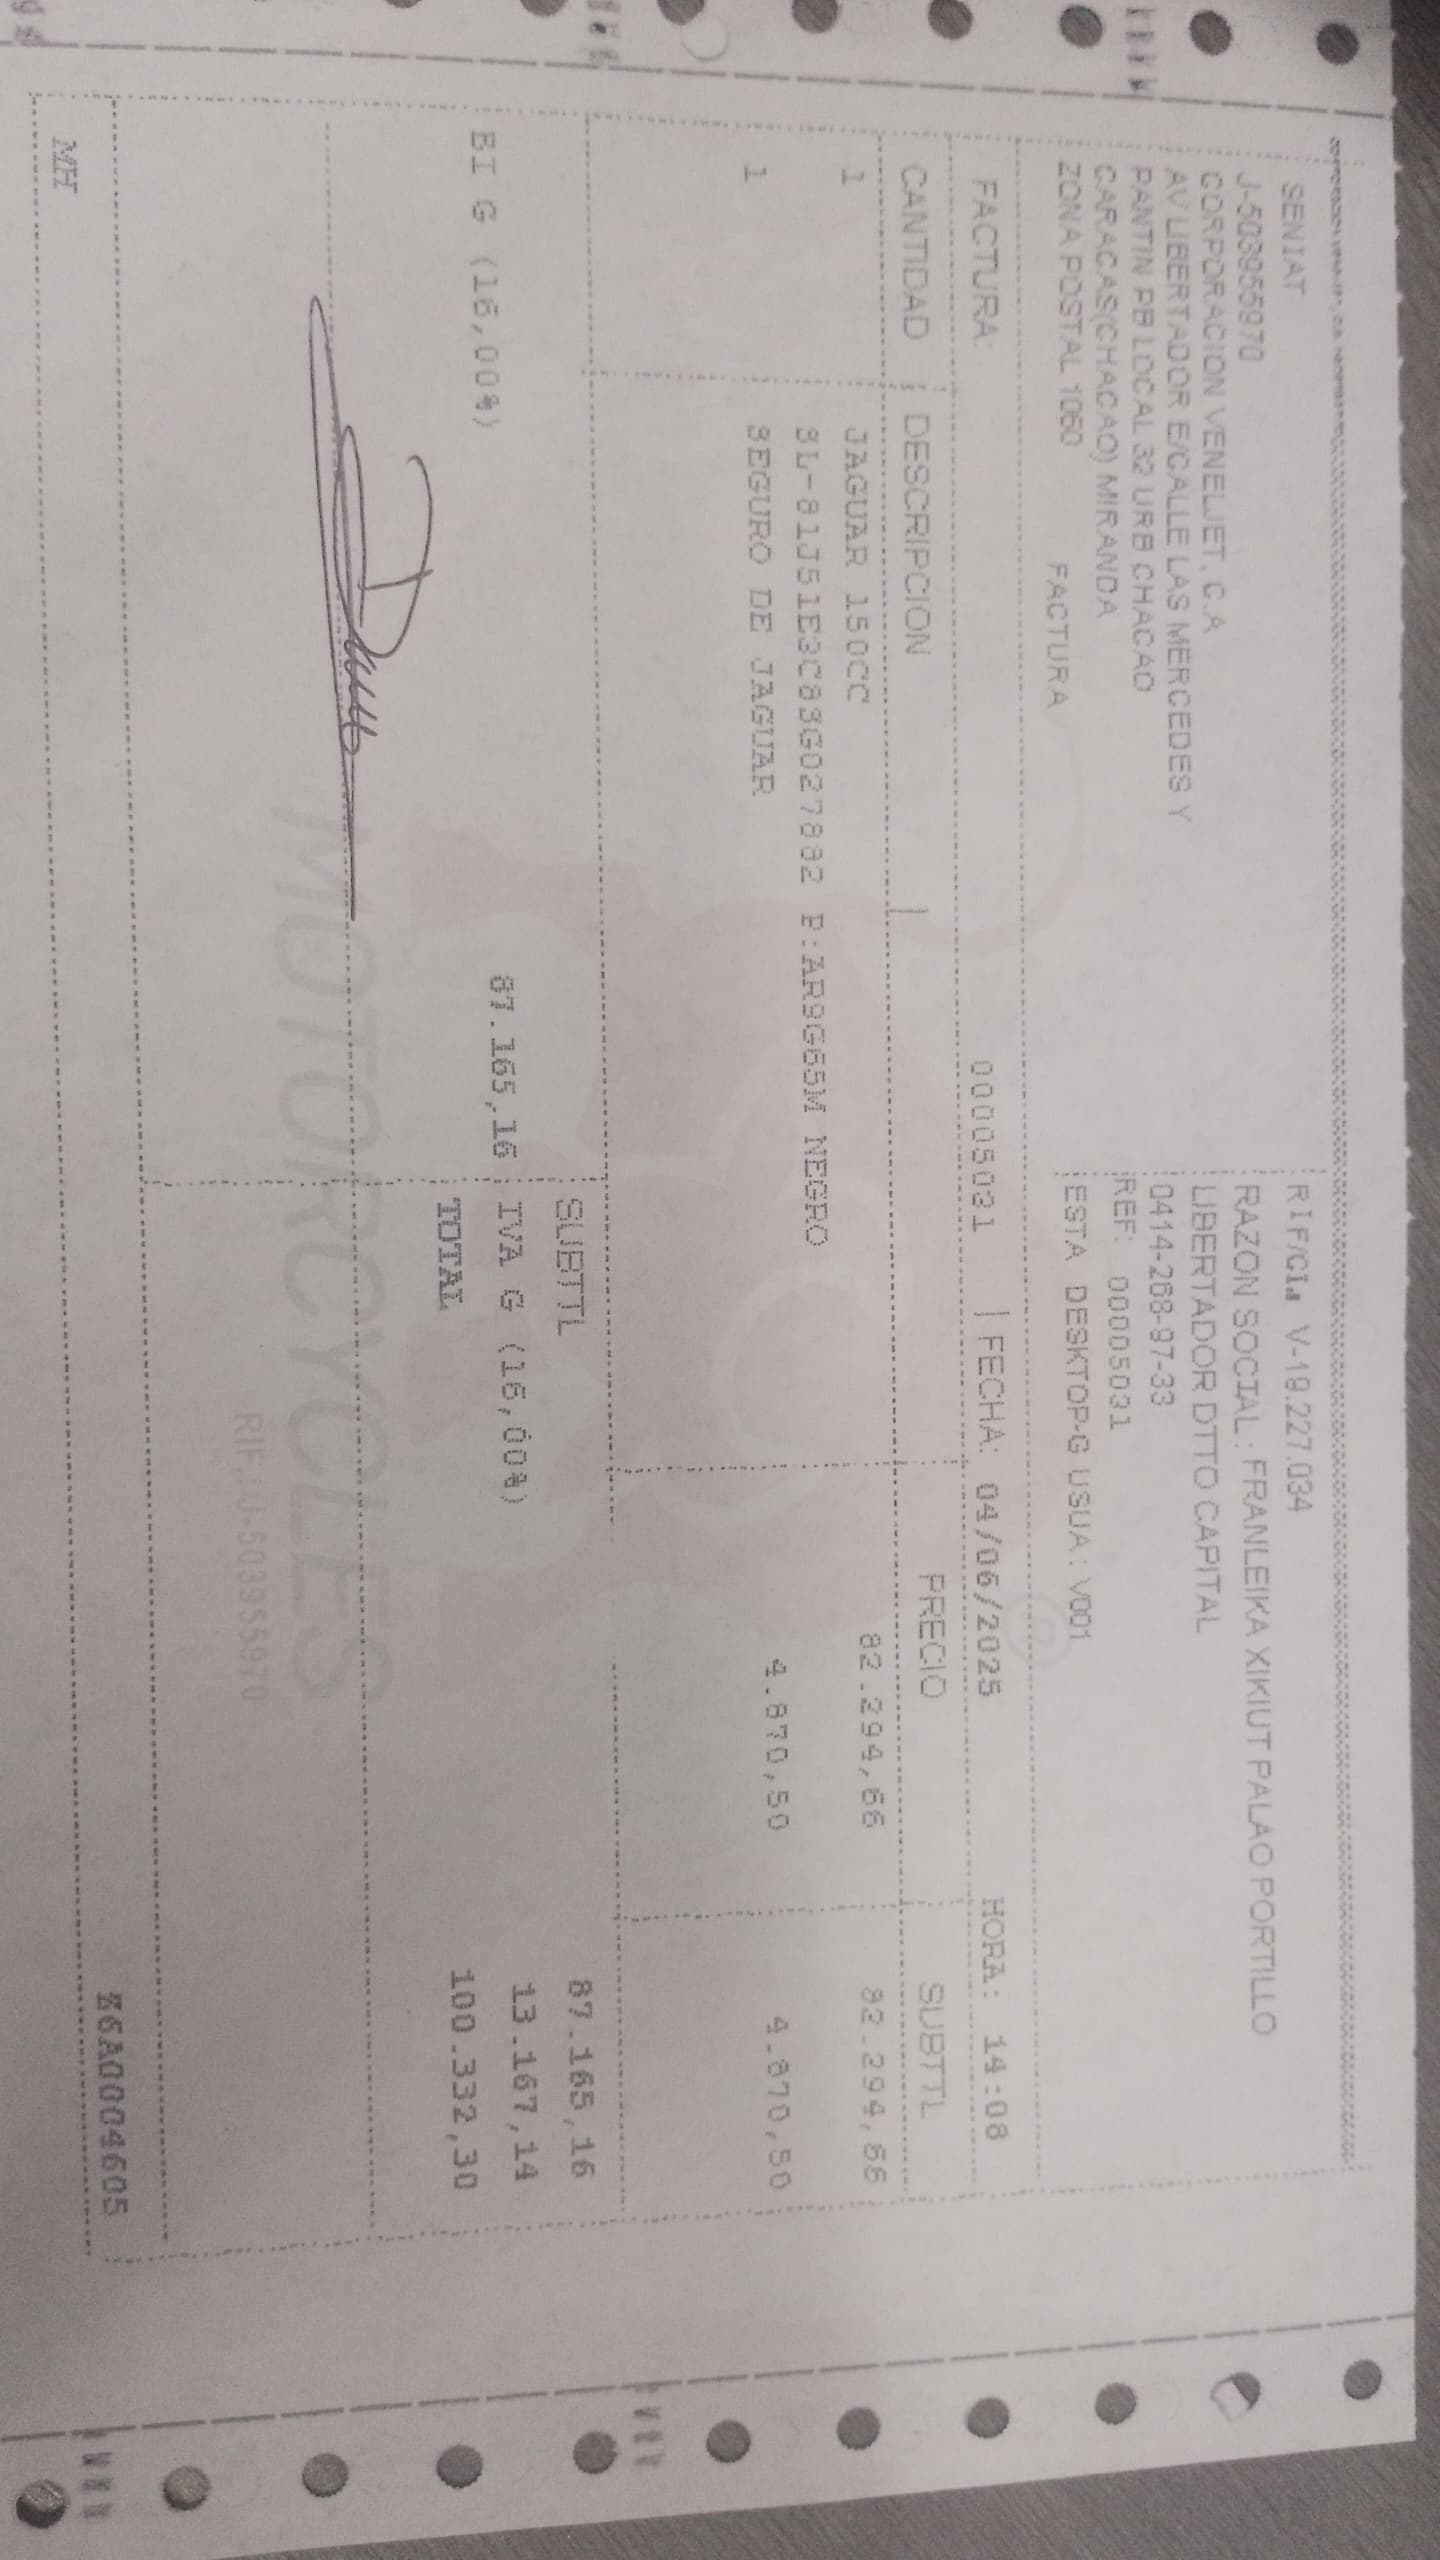 SENIAT
J-503955970
CORPORACION VENELJET, C.A
AV LIBERTADOR E/CALLE LAS MERCEDES Y
PANTIN PB LOCAL 32 URB CHACAO
CARACAS(CHACAO) MIRANDA
ZONA POSTAL 1060
RIF/CI: V-19.227.034
RAZON SOCIAL: FRANLEIKA XIKIUT PALAO PORTILLO
LIBERTADOR DTTO CAPITAL
0414-268-97-33
REF: 00005031
ESTA DESKTOP-G USUA: V001
FACTURA
FACTURA: 00005031 | FECHA: 04/06/2025 HORA: 14:08
CANTIDAD | DESCRIPCION | PRECIO SUBTTL
1 JAGUAR 150CC 82.294,66 82.294,66
SL-81J51E3C83G027882 P:AR9G65M NEGRO
1 SEGURO DE JAGUAR 4.870,50 4.870,50
SUBTTL 87.165,16
BI G (16,00%) 87.165,16 IVA G (16,00%) 13.167,14
TOTAL 100.332,30
MOTORCYCLES
RIF.:J-503955970
MH Z6A0004605